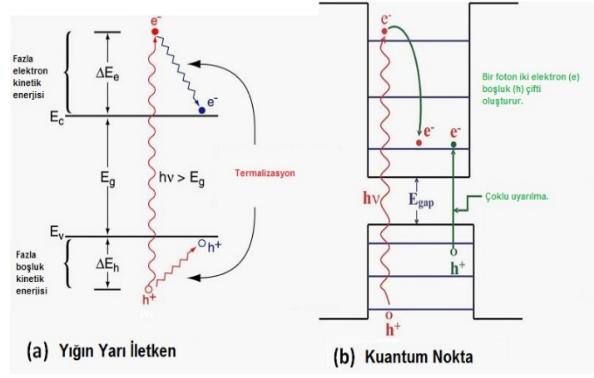 (a)
e-
Fazla
elektron
kinetik
enerjisi
ΔEe
e-
Ec
Eg
hν > Eg
Termalizasyon
Ev
Fazla
boşluk
kinetik
enerjisi
ΔEh
h+
h+
(a) Yığın Yarı İletken
(b)
e-
Bir foton iki elektron (e)
boşluk (h) çifti
oluşturur.
e-
e-
hν
Egap
Çoklu uyarılma.
h+
h+
(b) Kuantum Nokta